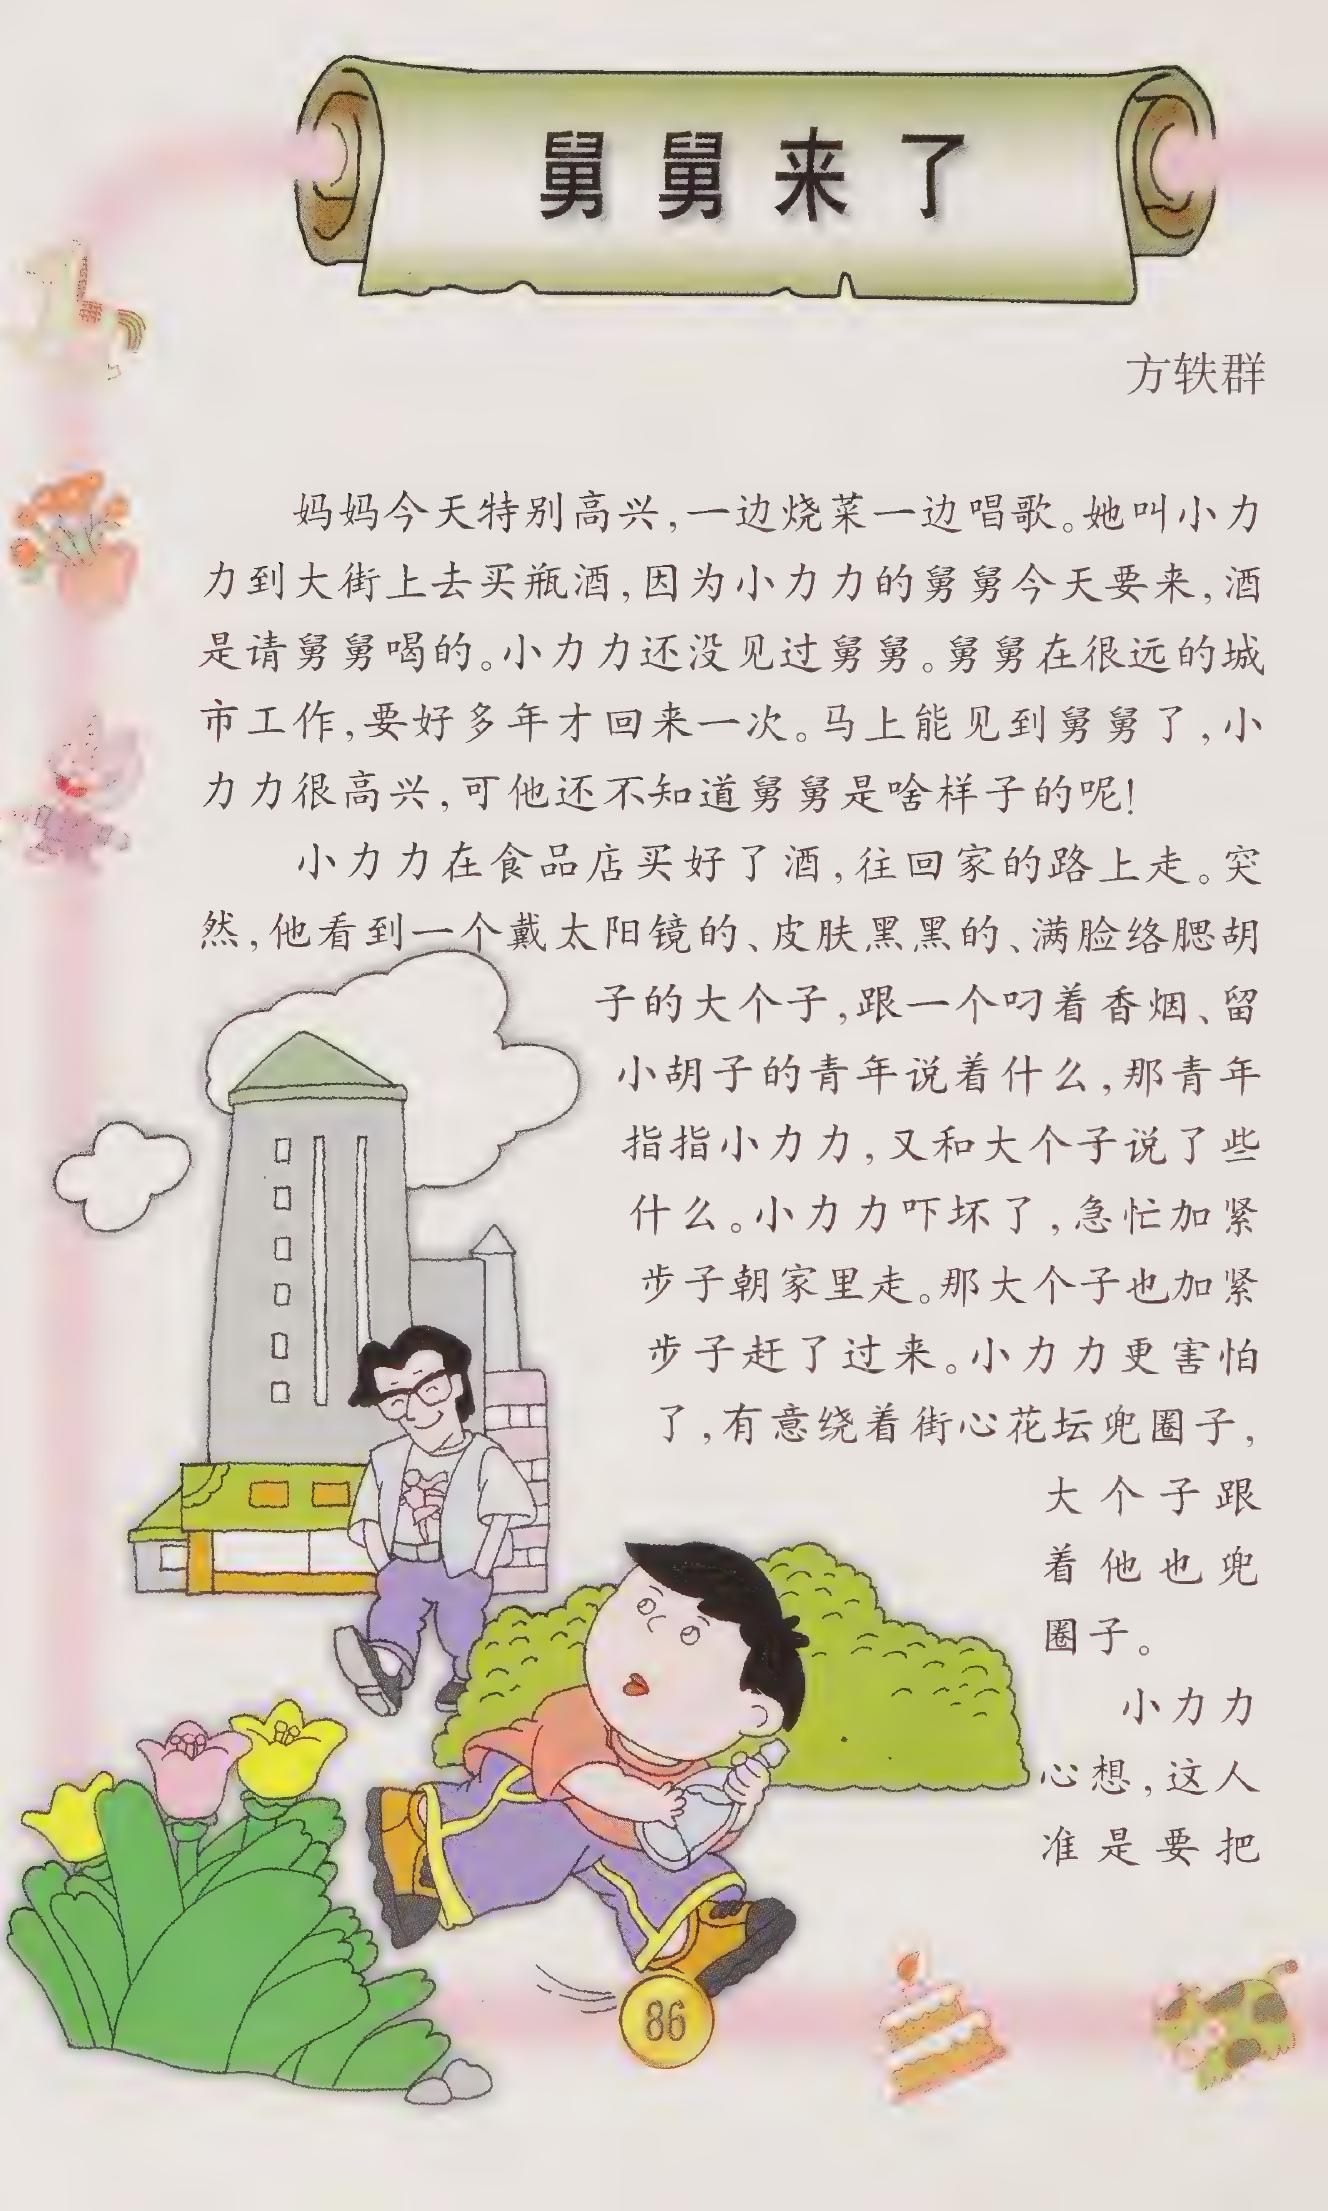 舅舅来了
方轶群
妈妈今天特别高兴,一边烧菜一边唱歌。她叫小力
力到大街上去买瓶酒,因为小力力的舅舅今天要来,酒
是请舅舅喝的。小力力还没见过舅舅。舅舅在很远的城
市工作,要好多年才回来一次。马上能见到舅舅了,小
力力很高兴,可他还不知道舅舅是啥样子的呢!
小力力在食品店买好了酒,往回家的路上走。突
然,他看到一个戴太阳镜的、皮肤黑黑的、满脸络腮胡
子的大个子,跟一个叼着香烟、留
小胡子的青年说着什么,那青年
指指小力力,又和大个子说了些
什么。小力力吓坏了,急忙加紧
步子朝家里走。那大个子也加紧
步子赶了过来。小力力更害怕
了,有意绕着街心花坛兜圈子,
大个子跟
着他也兜
圈子。
小力力
心想,这人
准是要把
86